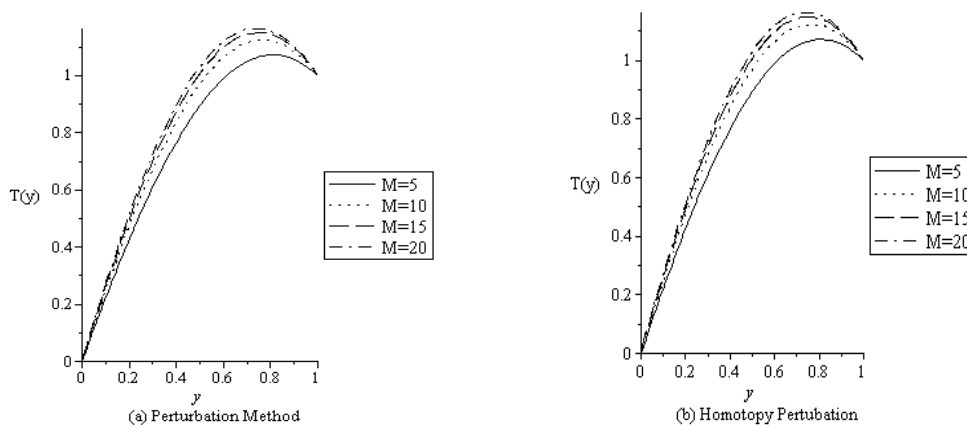 1
0.8
0.6
T(y)
0.4
0.2
0
0 0.2 0.4 0.6 0.8 1
y
M=5
M=10
M=15
M=20
(a) Perturbation Method
1
0.8
0.6
T(y)
0.4
0.2
0
0 0.2 0.4 0.6 0.8 1
y
M=5
M=10
M=15
M=20
(b) Homotopy Pertubation